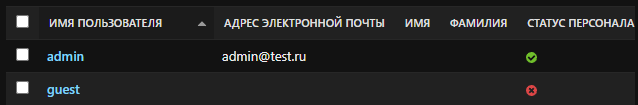 ИМЯ ПОЛЬЗОВАТЕЛЯ АДРЕС ЭЛЕКТРОННОЙ ПОЧТЫ ИМЯ ФАМИЛИЯ СТАТУС ПЕРСОНАЛА
admin admin@test.ru
guest